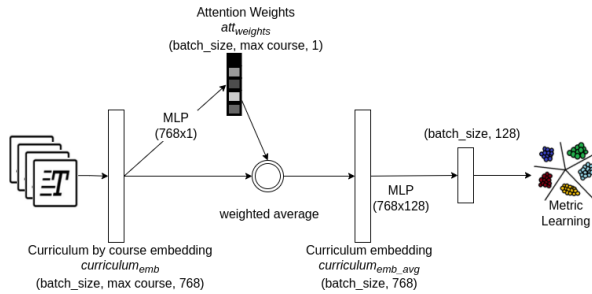 Attention Weights
att_weights
(batch_size, max course, 1)
MLP
(768x1)
(batch_size, 128)
T
weighted average
MLP
(768x128)
Metric
Learning
Curriculum by course embedding
curriculum_emb
(batch_size, max course, 768)
Curriculum embedding
curriculum_emb_avg
(batch_size, 768)